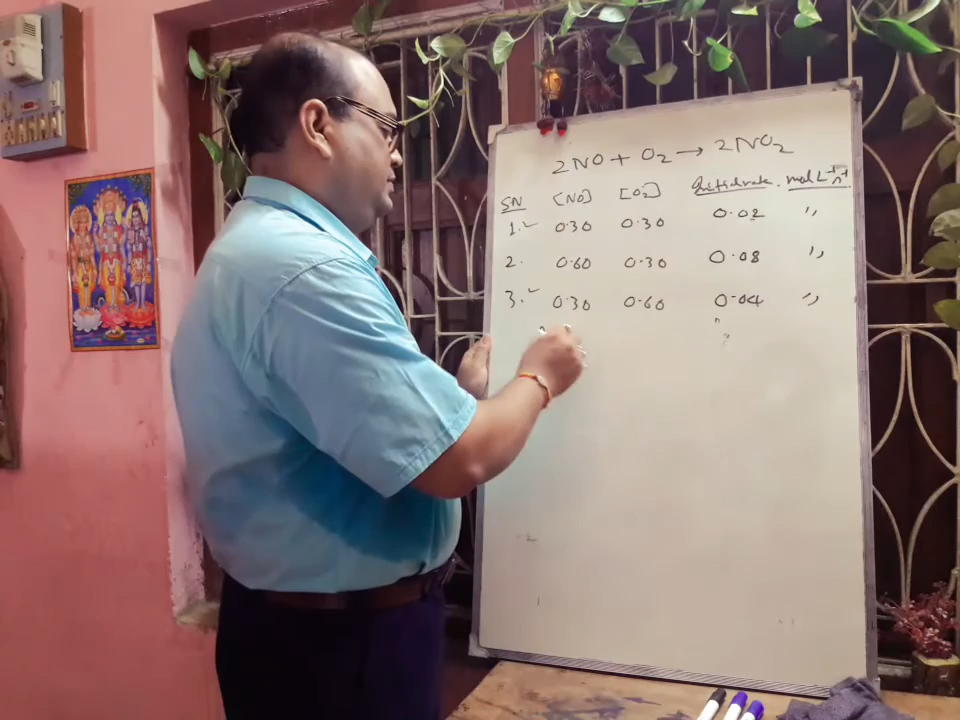 2NO + O₂ → 2NO₂
SN [NO] [O₂] Initial rate. mol L⁻¹ s⁻¹
1. ✓ 0.30 0.30 0.02 ,,
2. 0.60 0.30 0.08 ,,
3. ✓ 0.30 0.60 0.04 ,,